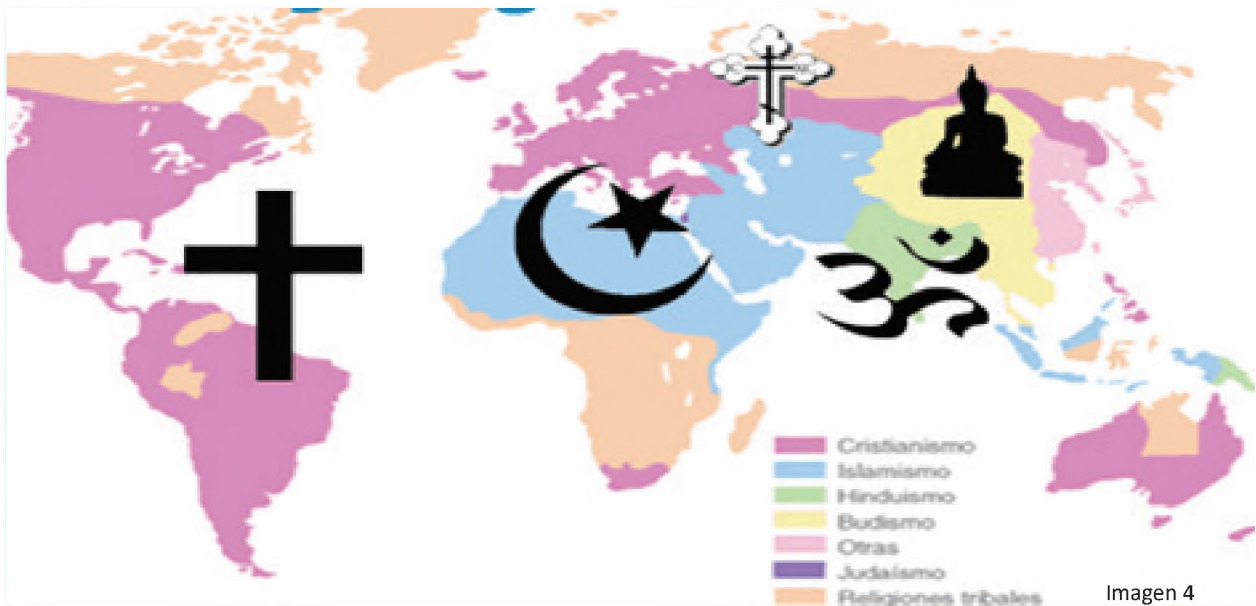 Cristianismo
Islamismo
Hinduismo
Budismo
Otras
Judaísmo
Religiones tribales
Imagen 4